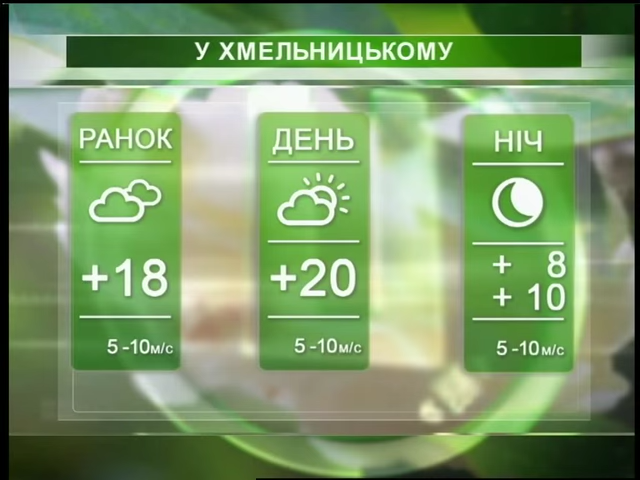 У ХМЕЛЬНИЦЬКОМУ
РАНОК
+18
5 -10м/с
ДЕНЬ
+20
5 -10м/с
НІЧ
+ 8
+ 10
5 -10м/с